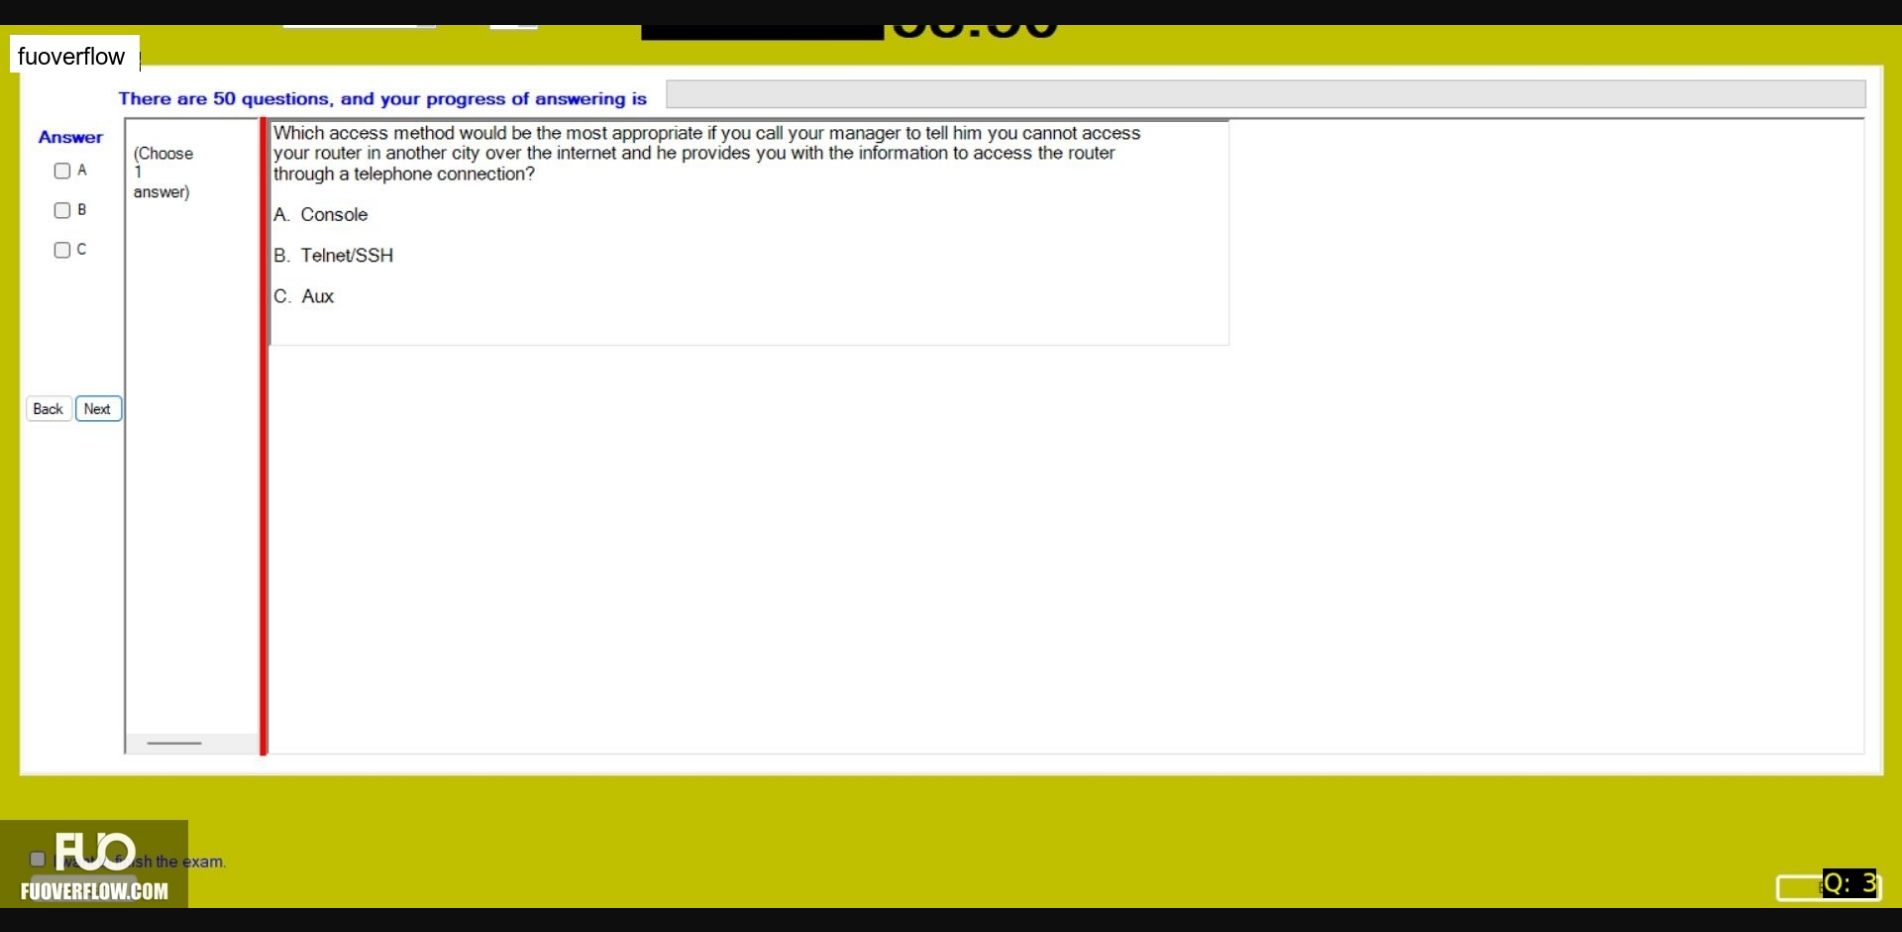 fuoverflow
There are 50 questions, and your progress of answering is
Answer
A
B
C
(Choose
1
answer)
Which access method would be the most appropriate if you call your manager to tell him you cannot access
your router in another city over the internet and he provides you with the information to access the router
through a telephone connection?
A. Console
B. Telnet/SSH
C. Aux
Back
Next
FUO
sh the exam.
FUOVERFLOW.COM
Q: 3